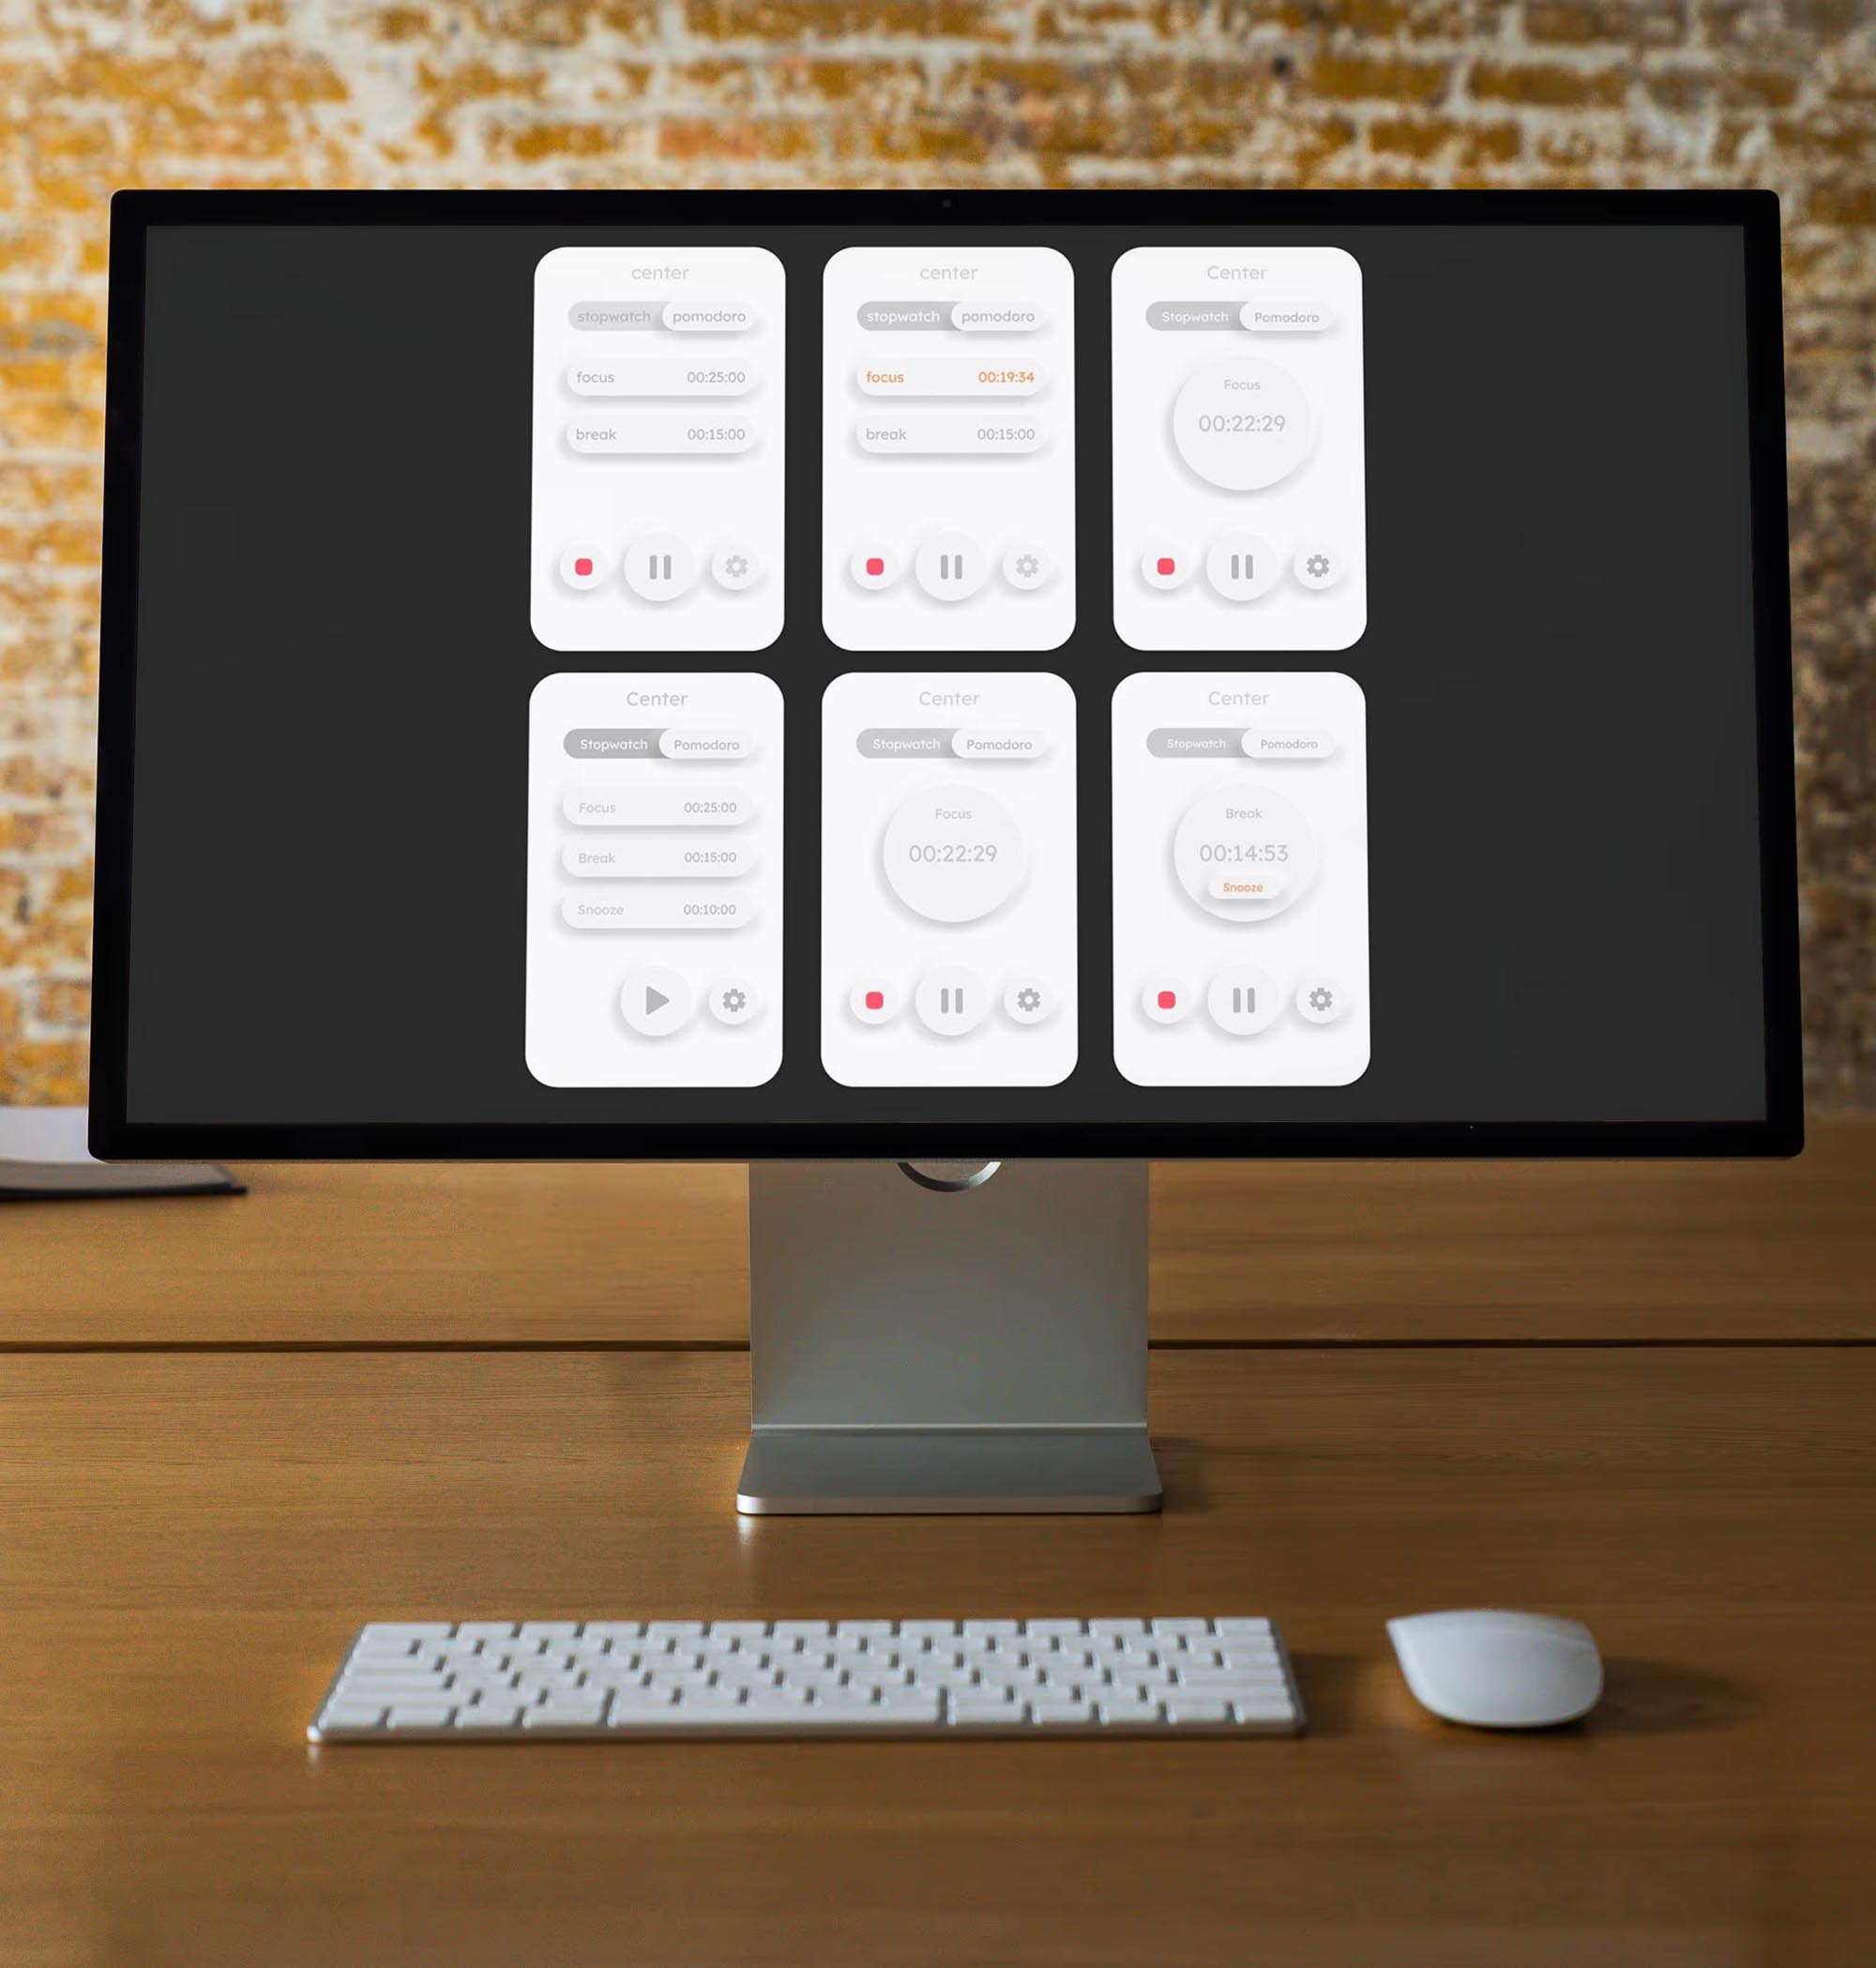 center
stopwatch pomodoro
focus 00:25:00
break 00:15:00
center
stopwatch pomodoro
focus 00:19:34
break 00:15:00
Center
Stopwatch Pomodoro
Focus
00:22:29
Center
Stopwatch Pomodoro
Focus 00:25:00
Break 00:15:00
Snooze 00:10:00
Center
Stopwatch Pomodoro
Focus
00:22:29
Center
Stopwatch Pomodoro
Break
00:14:53
Snooze